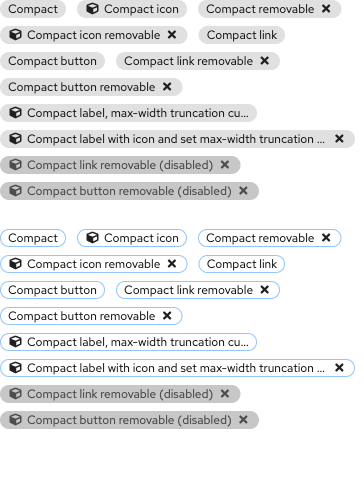 Compact Compact icon Compact removable
Compact icon removable Compact link
Compact button Compact link removable
Compact button removable
Compact label, max-width truncation cu...
Compact label with icon and set max-width truncation ...
Compact link removable (disabled)
Compact button removable (disabled)
Compact Compact icon Compact removable
Compact icon removable Compact link
Compact button Compact link removable
Compact button removable
Compact label, max-width truncation cu...
Compact label with icon and set max-width truncation ...
Compact link removable (disabled)
Compact button removable (disabled)